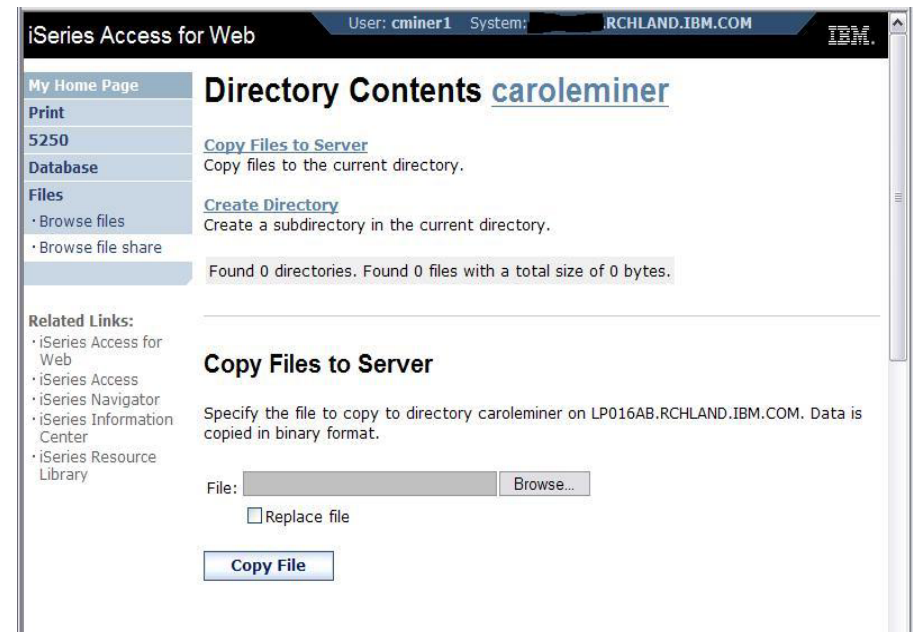 iSeries Access for Web
User: cminer1 System: .RCHLAND.IBM.COM
IBM.
My Home Page
Print
5250
Database
Files
· Browse files
· Browse file share
Related Links:
· iSeries Access for
Web
· iSeries Access
· iSeries Navigator
· iSeries Information
Center
· iSeries Resource
Library
Directory Contents caroleminer
Copy Files to Server
Copy files to the current directory.
Create Directory
Create a subdirectory in the current directory.
Found 0 directories. Found 0 files with a total size of 0 bytes.
Copy Files to Server
Specify the file to copy to directory caroleminer on LP016AB.RCHLAND.IBM.COM. Data is
copied in binary format.
File: Browse...
Replace file
Copy File